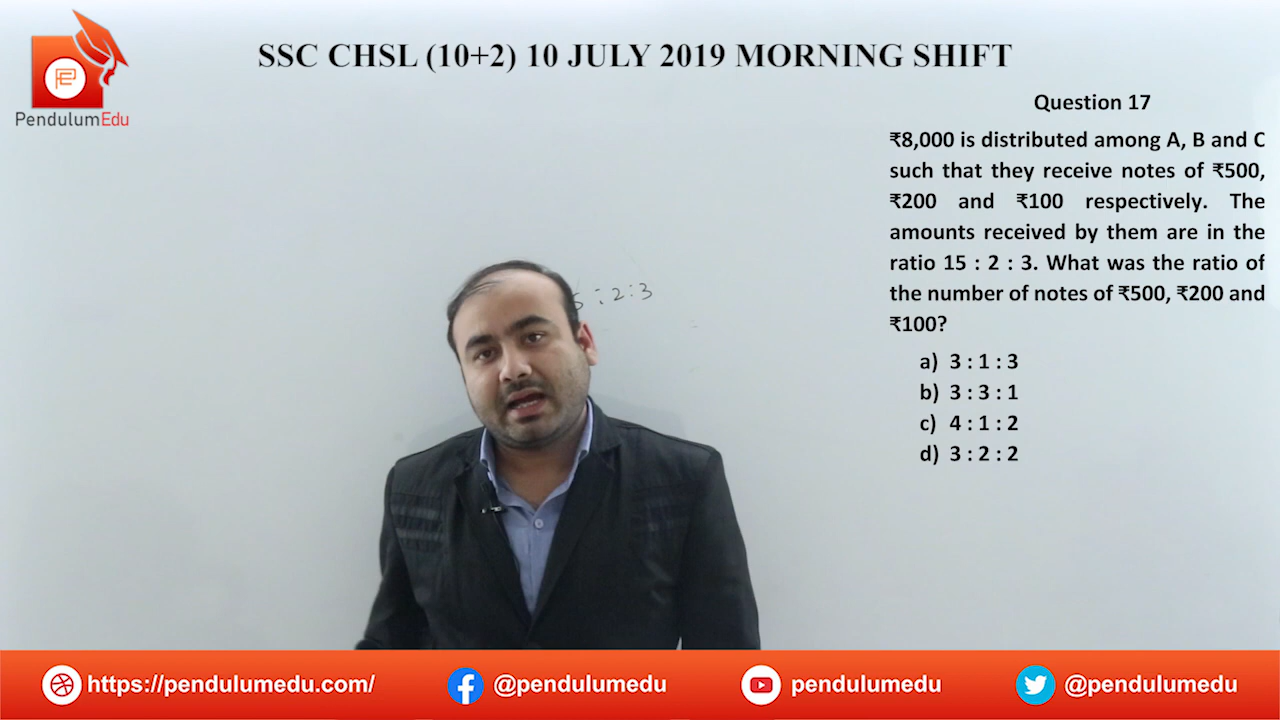 SSC CHSL (10+2) 10 JULY 2019 MORNING SHIFT
PendulumEdu
Question 17
₹8,000 is distributed among A, B and C
such that they receive notes of ₹500,
₹200 and ₹100 respectively. The
amounts received by them are in the
ratio 15 : 2 : 3. What was the ratio of
the number of notes of ₹500, ₹200 and
₹100?
a) 3 : 1 : 3
b) 3 : 3 : 1
c) 4 : 1 : 2
d) 3 : 2 : 2
5 : 2 : 3
https://pendulumedu.com/
@pendulumedu
pendulumedu
@pendulumedu